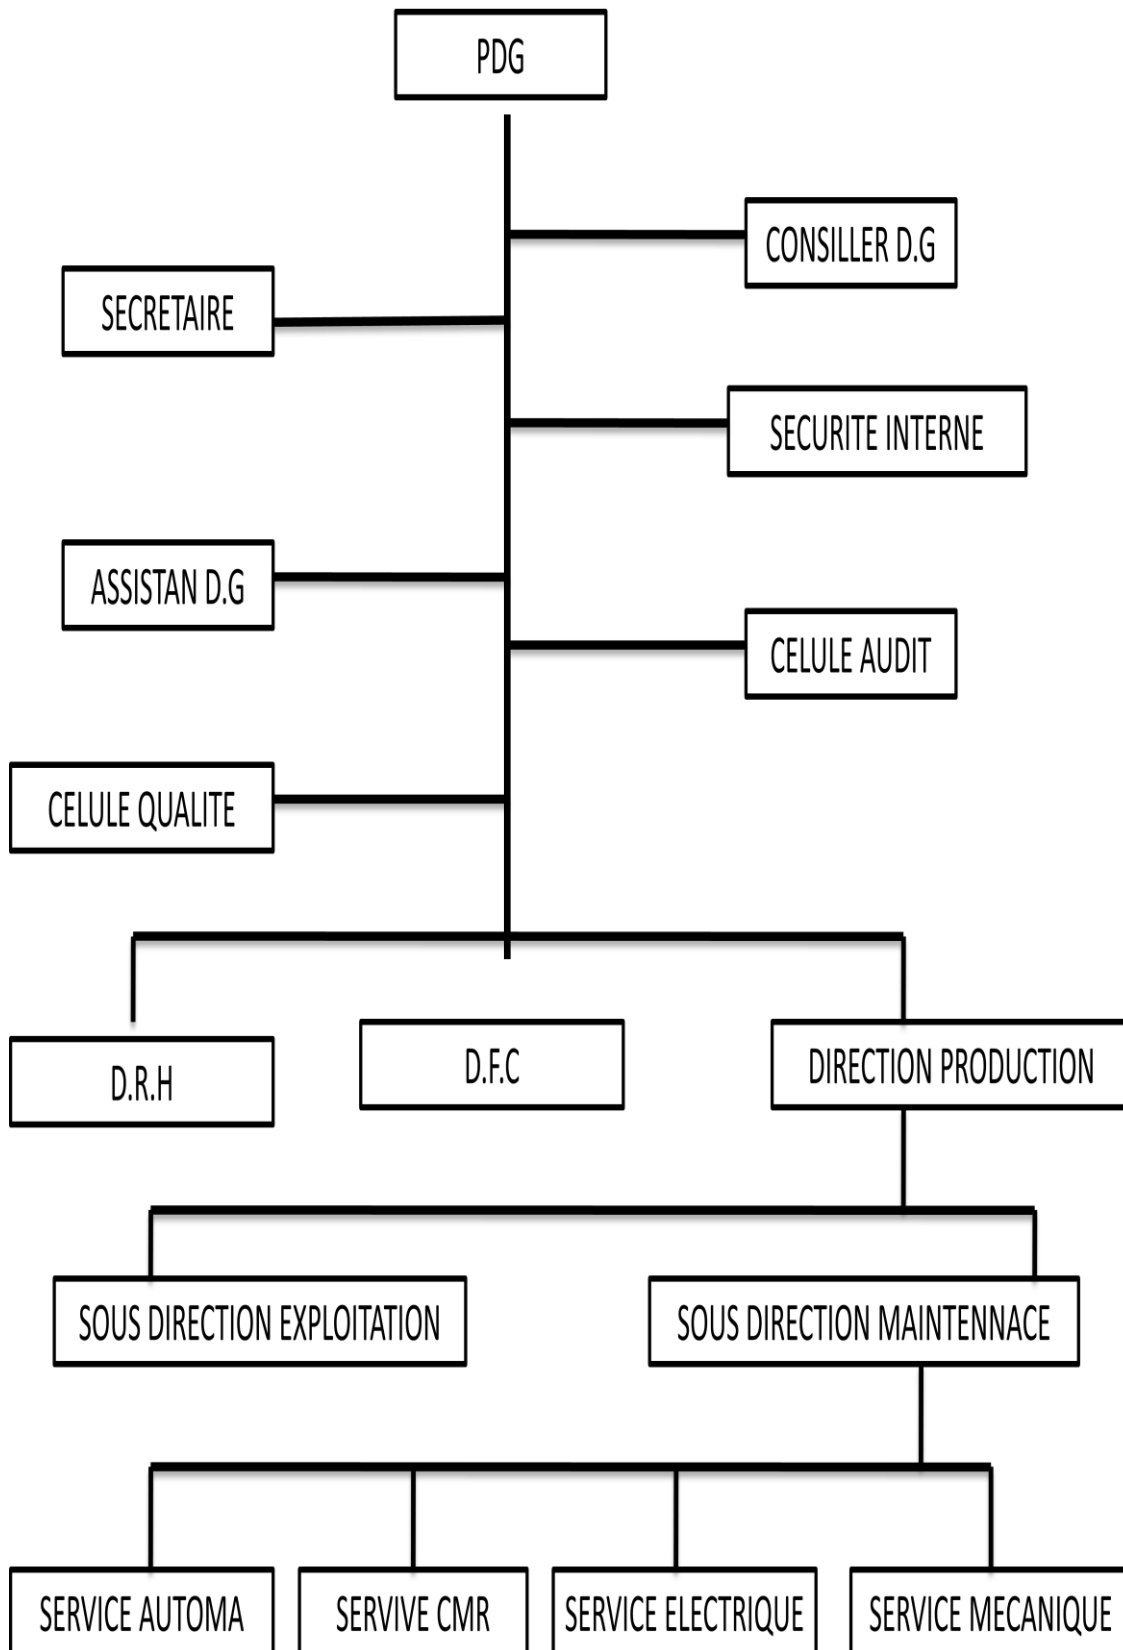 PDG
CONSILLER D.G
SECRETAIRE
SECURITE INTERNE
ASSISTAN D.G
CELULE AUDIT
CELULE QUALITE
D.R.H
D.F.C
DIRECTION PRODUCTION
SOUS DIRECTION EXPLOITATION
SOUS DIRECTION MAINTENNACE
SERVICE AUTOMA
SERVIVE CMR
SERVICE ELECTRIQUE
SERVICE MECANIQUE